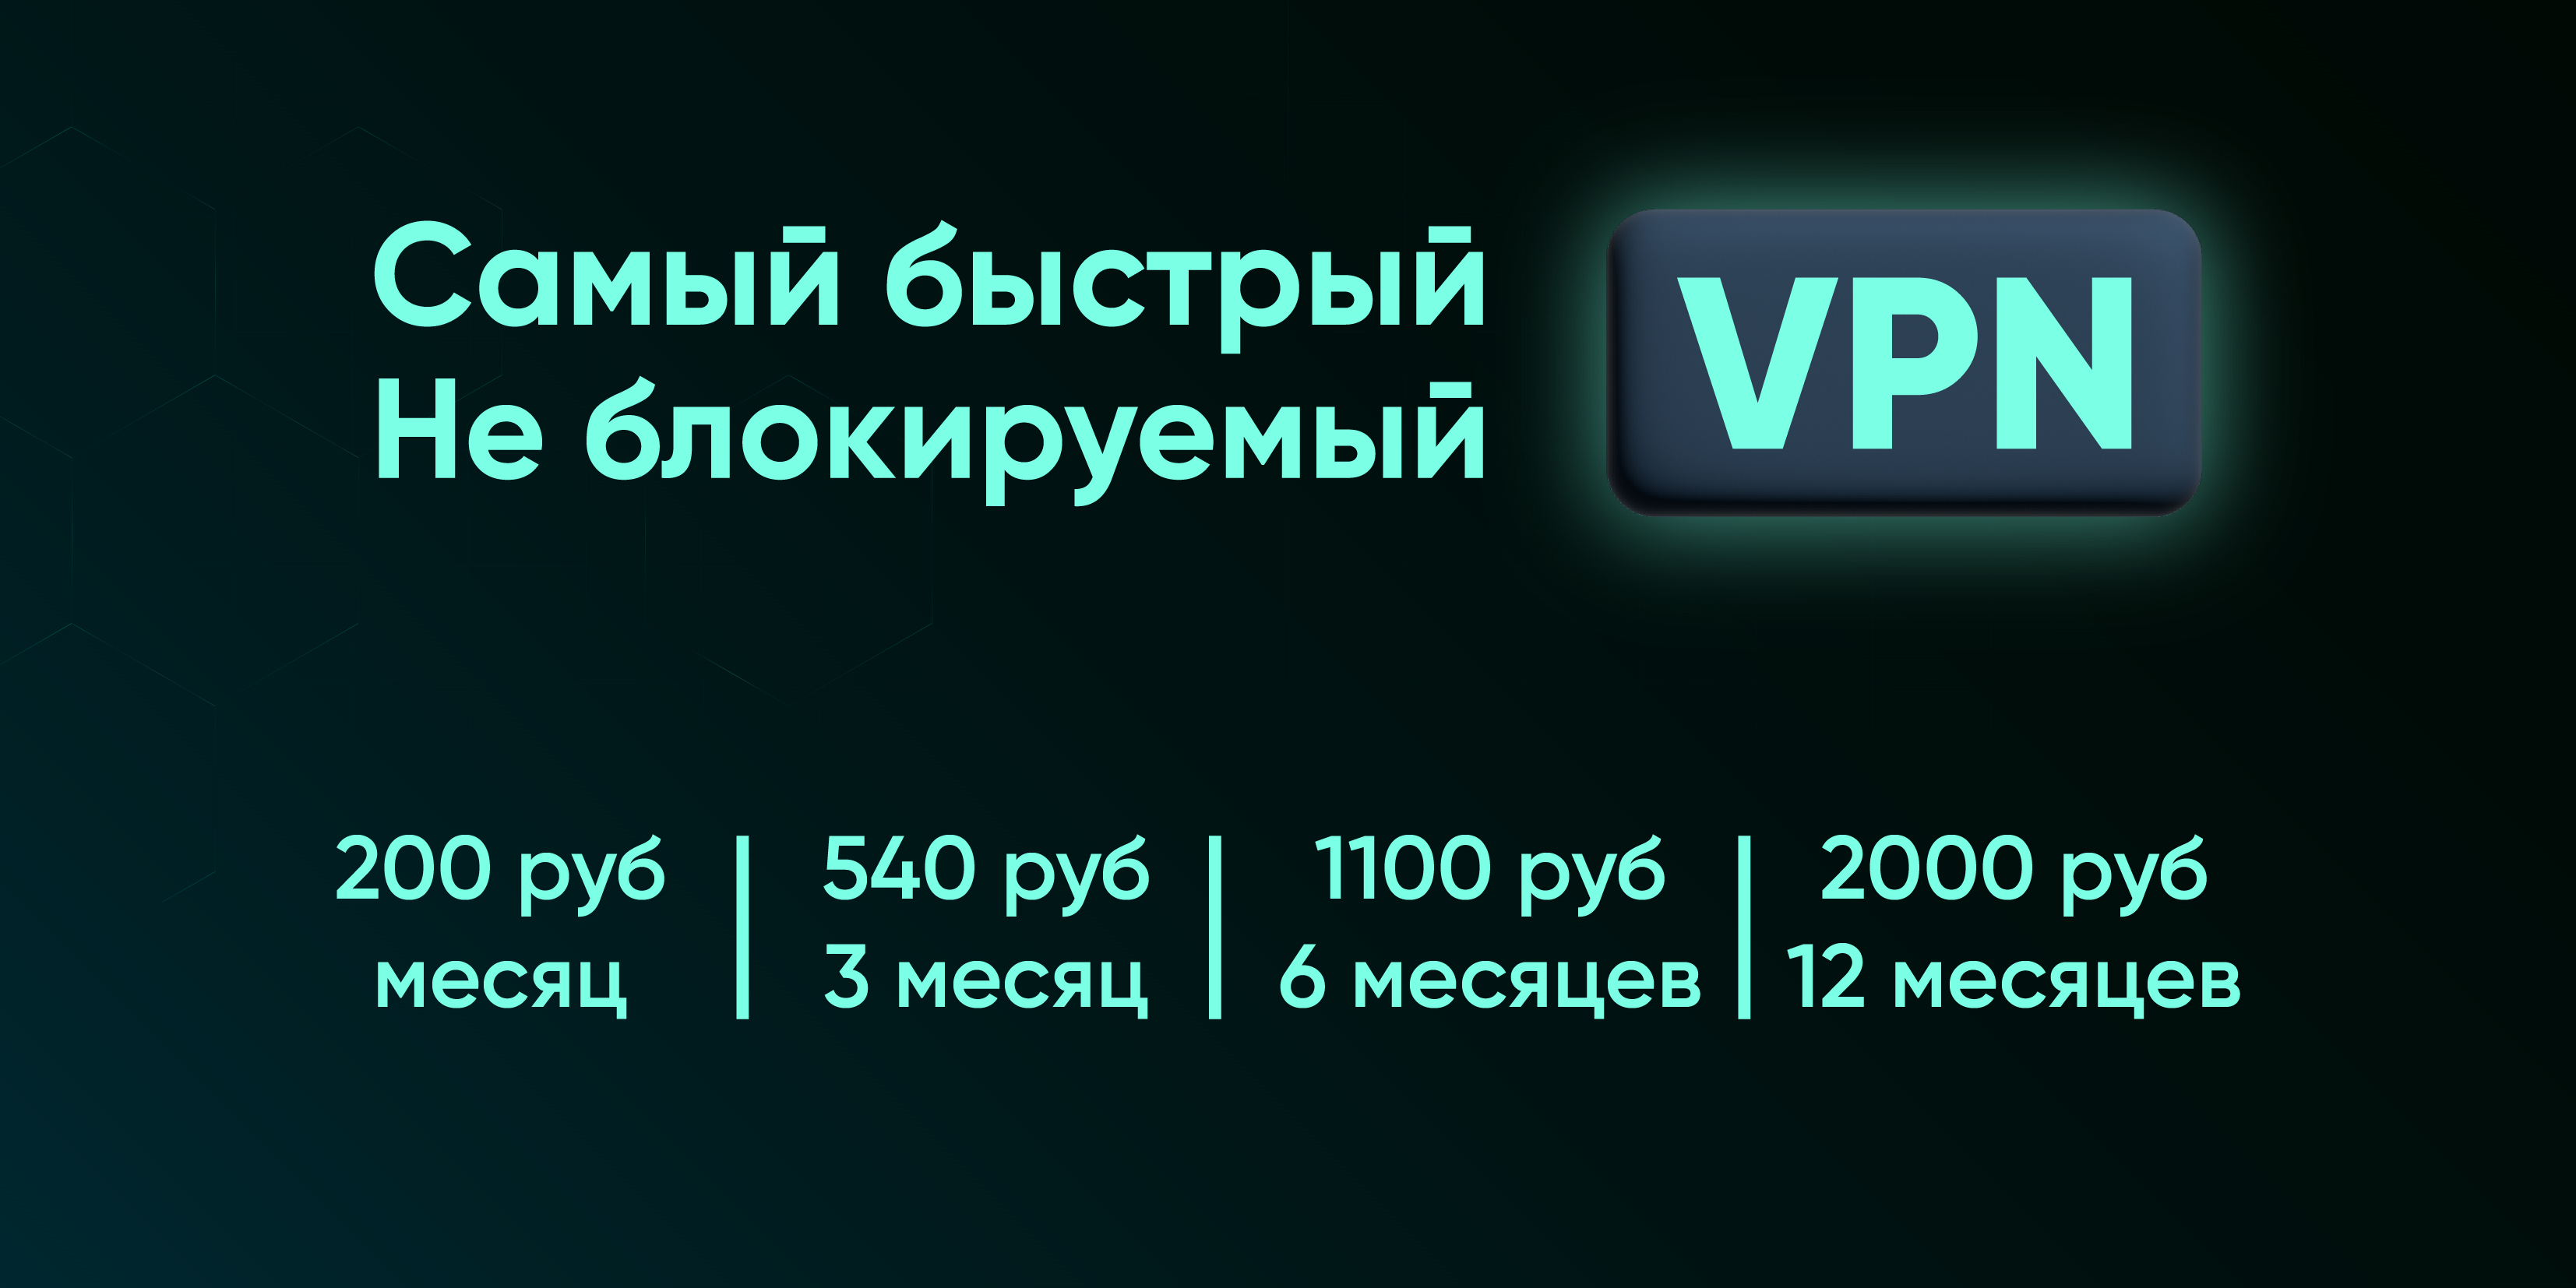 Самый быстрый
Не блокируемый
VPN
200 руб
месяц
540 руб
3 месяц
1100 руб
6 месяцев
2000 руб
12 месяцев